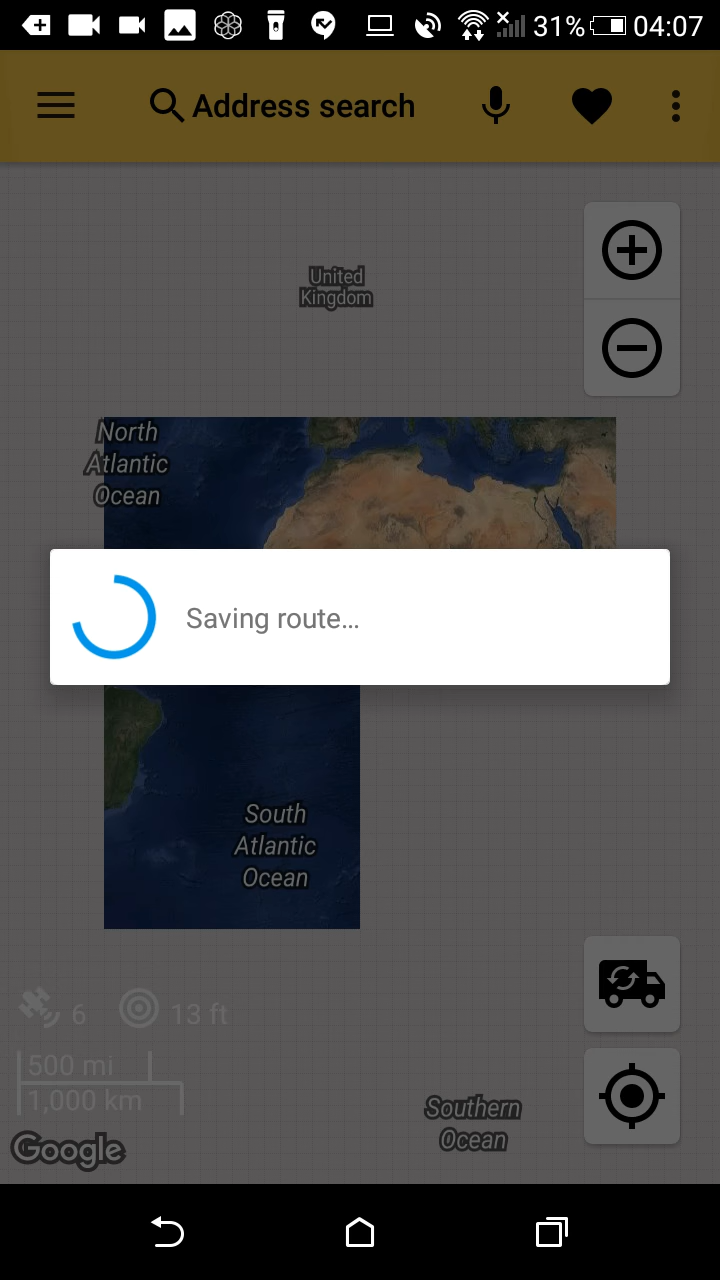 31% 04:07
Address search
United
Kingdom
North
Atlantic
Ocean
Saving route...
South
Atlantic
Ocean
6 13 ft
500 mi
1,000 km
Southern
Ocean
Google